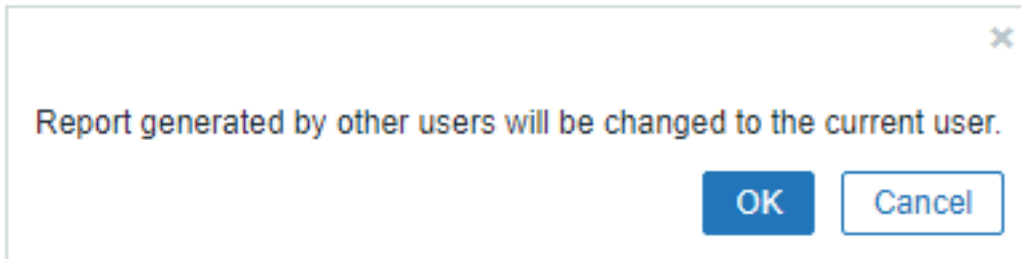 Report generated by other users will be changed to the current user.
OK Cancel